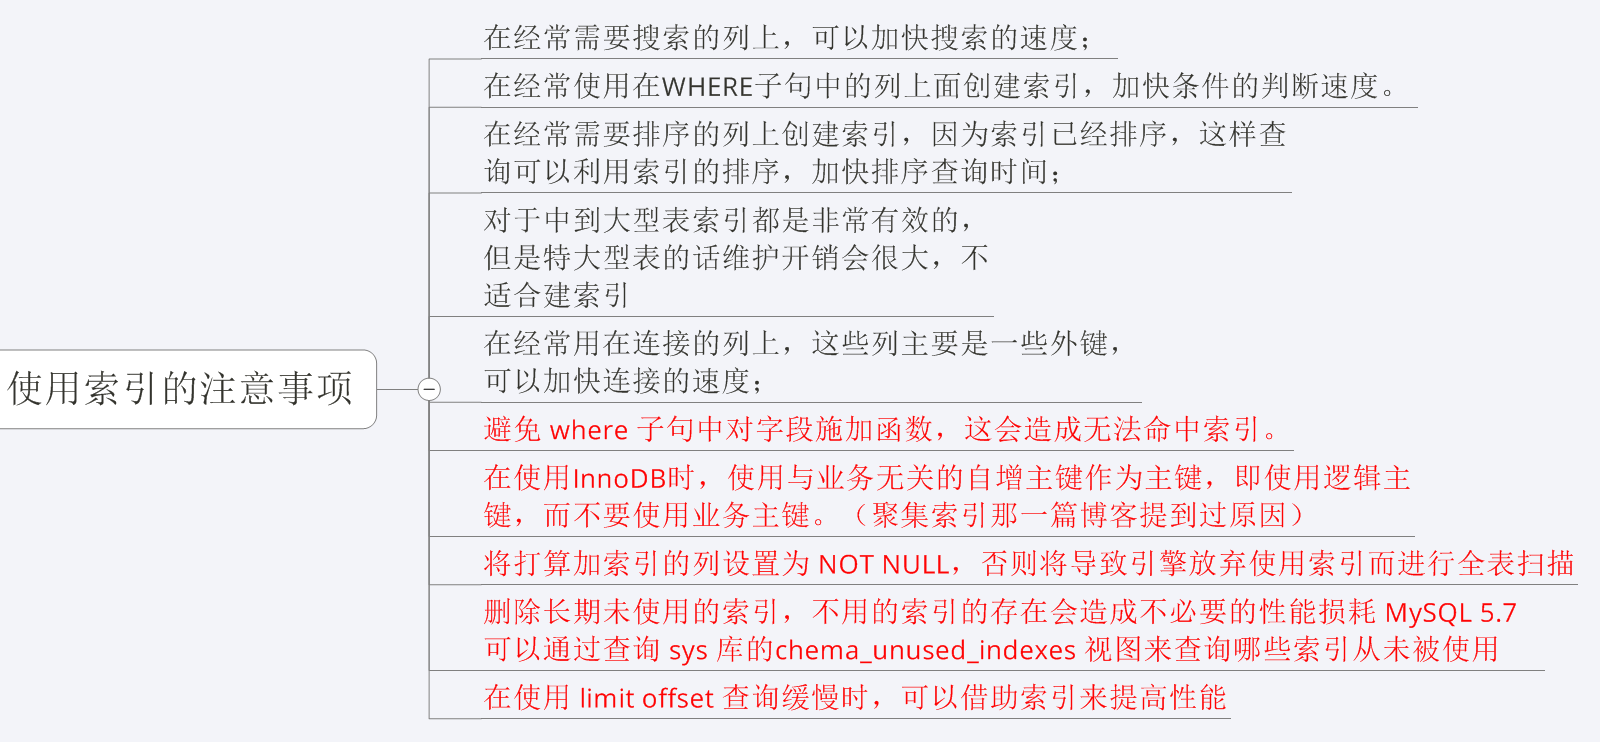 在经常需要搜索的列上，可以加快搜索的速度；
在经常使用在WHERE子句中的列上面创建索引，加快条件的判断速度。
在经常需要排序的列上创建索引，因为索引已经排序，这样查
询可以利用索引的排序，加快排序查询时间；
对于中到大型表索引都是非常有效的，
但是特大型表的话维护开销会很大，不
适合建索引
在经常用在连接的列上，这些列主要是一些外键，
可以加快连接的速度；
使用索引的注意事项
避免 where 子句中对字段施加函数，这会造成无法命中索引。
在使用InnoDB时，使用与业务无关的自增主键作为主键，即使用逻辑主
键，而不要使用业务主键。（聚集索引那一篇博客提到过原因）
将打算加索引的列设置为 NOT NULL，否则将导致引擎放弃使用索引而进行全表扫描
删除长期未使用的索引，不用的索引的存在会造成不必要的性能损耗 MySQL 5.7
可以通过查询 sys 库的chema_unused_indexes 视图来查询哪些索引从未被使用
在使用 limit offset 查询缓慢时，可以借助索引来提高性能